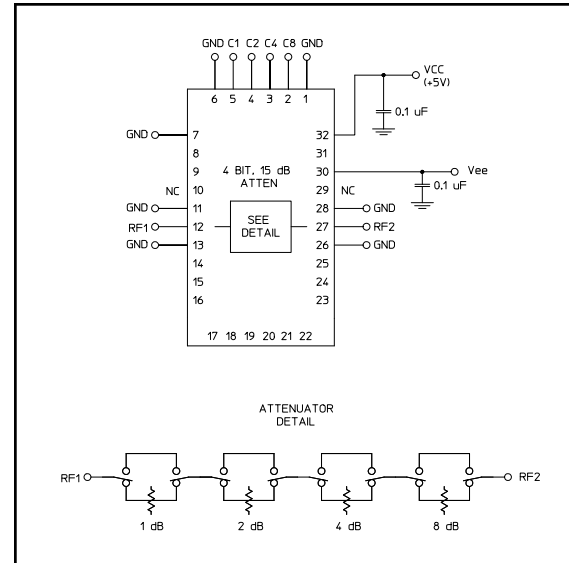 GND C1 C2 C4 C8 GND
6 5 4 3 2 1
VCC
(+5V)
0.1 uF
GND 7 32
8 31
9 30 Vee
4 BIT, 15 dB
ATTEN
0.1 uF
NC 10 29 NC
GND 11 28 GND
RF1 12 27 RF2
SEE
DETAIL
GND 13 26 GND
14 25
15 24
16 23
17 18 19 20 21 22
ATTENUATOR
DETAIL
RF1 RF2
1 dB 2 dB 4 dB 8 dB